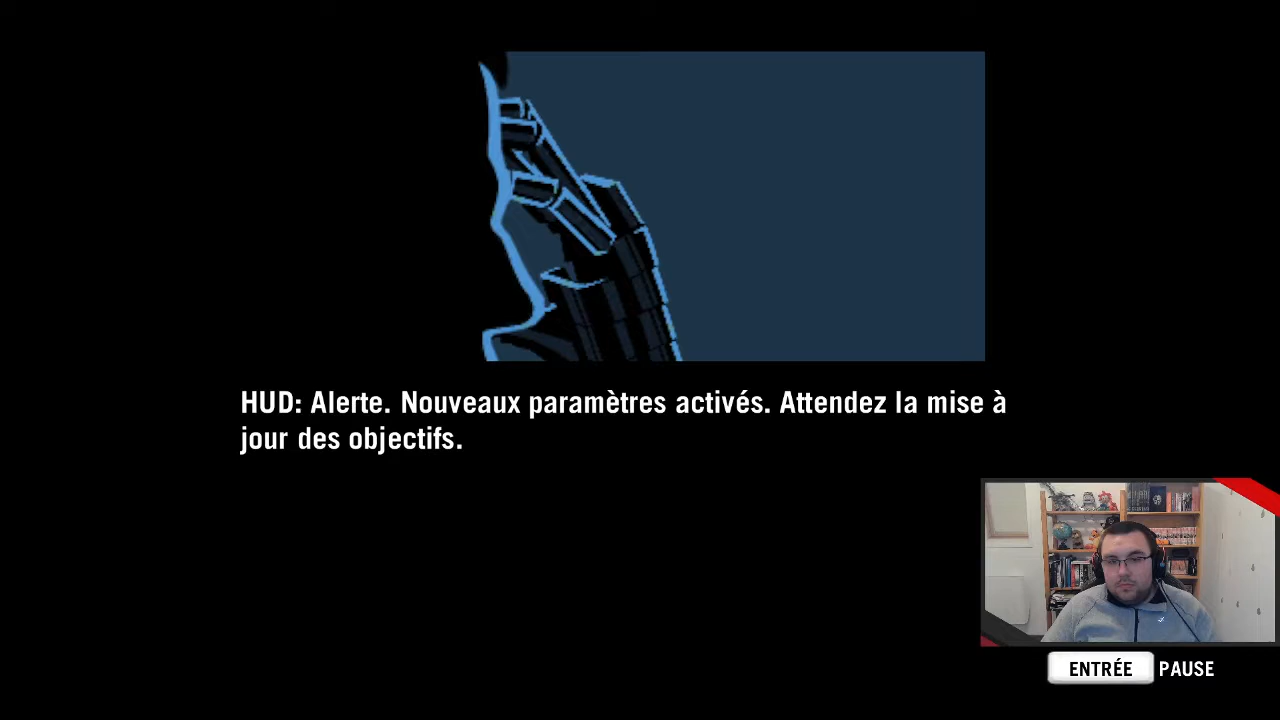 HUD: Alerte. Nouveaux paramètres activés. Attendez la mise à
jour des objectifs.
ENTRÉE PAUSE